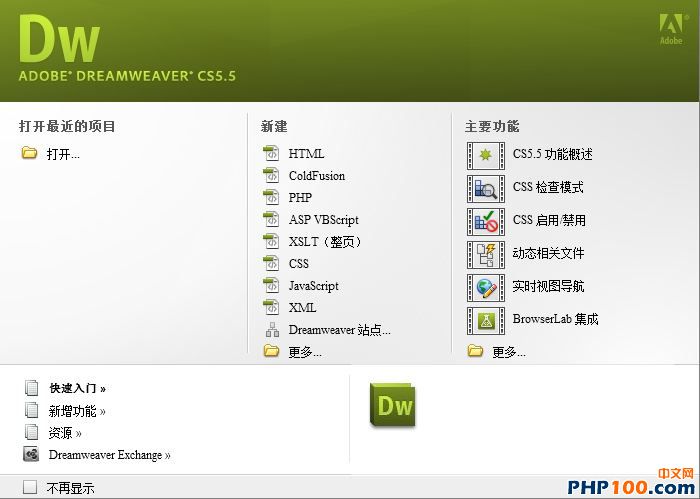 Dw
ADOBE® DREAMWEAVER® CS5.5
Adobe
打开最近的项目
打开...
新建
HTML
ColdFusion
PHP
ASP VBScript
XSLT（整页）
CSS
JavaScript
XML
Dreamweaver 站点...
更多...
主要功能
CS5.5 功能概述
CSS 检查模式
CSS 启用/禁用
动态相关文件
实时视图导航
BrowserLab 集成
更多...
快速入门 »
新增功能 »
资源 »
Dreamweaver Exchange »
Dw
不再显示
中文网
PHP100.com